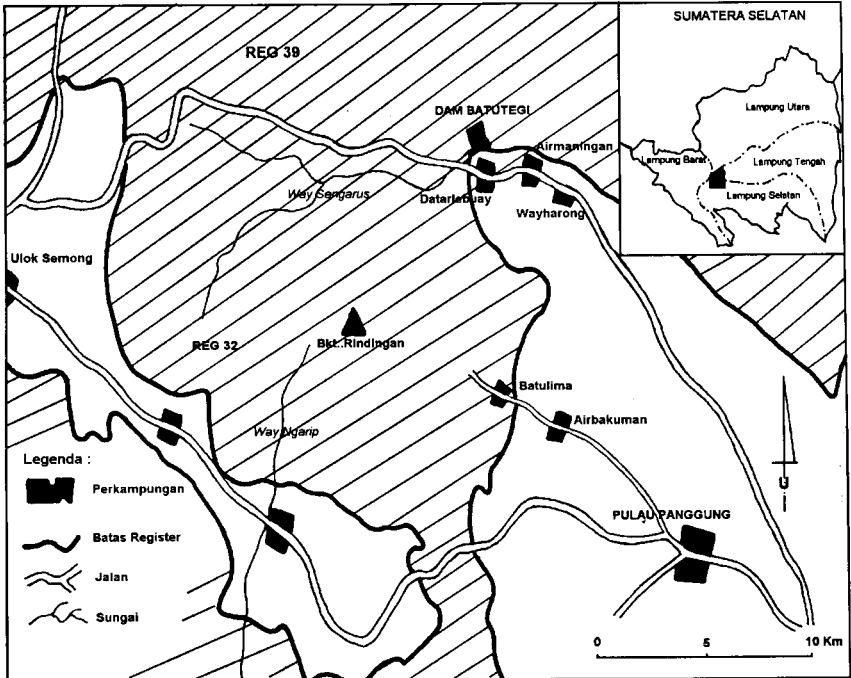 SUMATERA SELATAN
REG 39
Lampung Utara
DAM BATUTEGI
Airmaningan
Lampung Barat
Lampung Tengah
Way Sengarus
Datarlebuay
Lampung Selatan
Wayharong
Ulok Semong
REG 32
Bkt..Rindingan
Batulima
Airbakuman
Way Ngarip
Legenda :
Perkampungan
U
PULAU PANGGUNG
Batas Register
Jalan
Sungai
0 5 10 Km